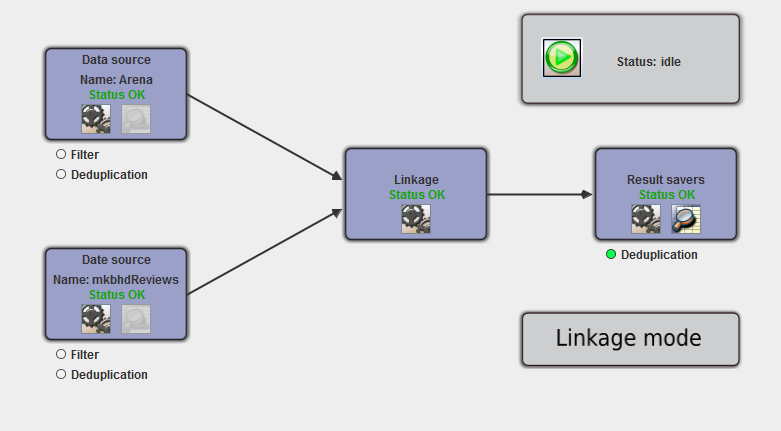 Data source
Name: Arena
Status OK
Filter
Deduplication
Status: idle
Linkage
Status OK
Result savers
Status OK
Deduplication
Date source
Name: mkbhdReviews
Status OK
Filter
Deduplication
Linkage mode